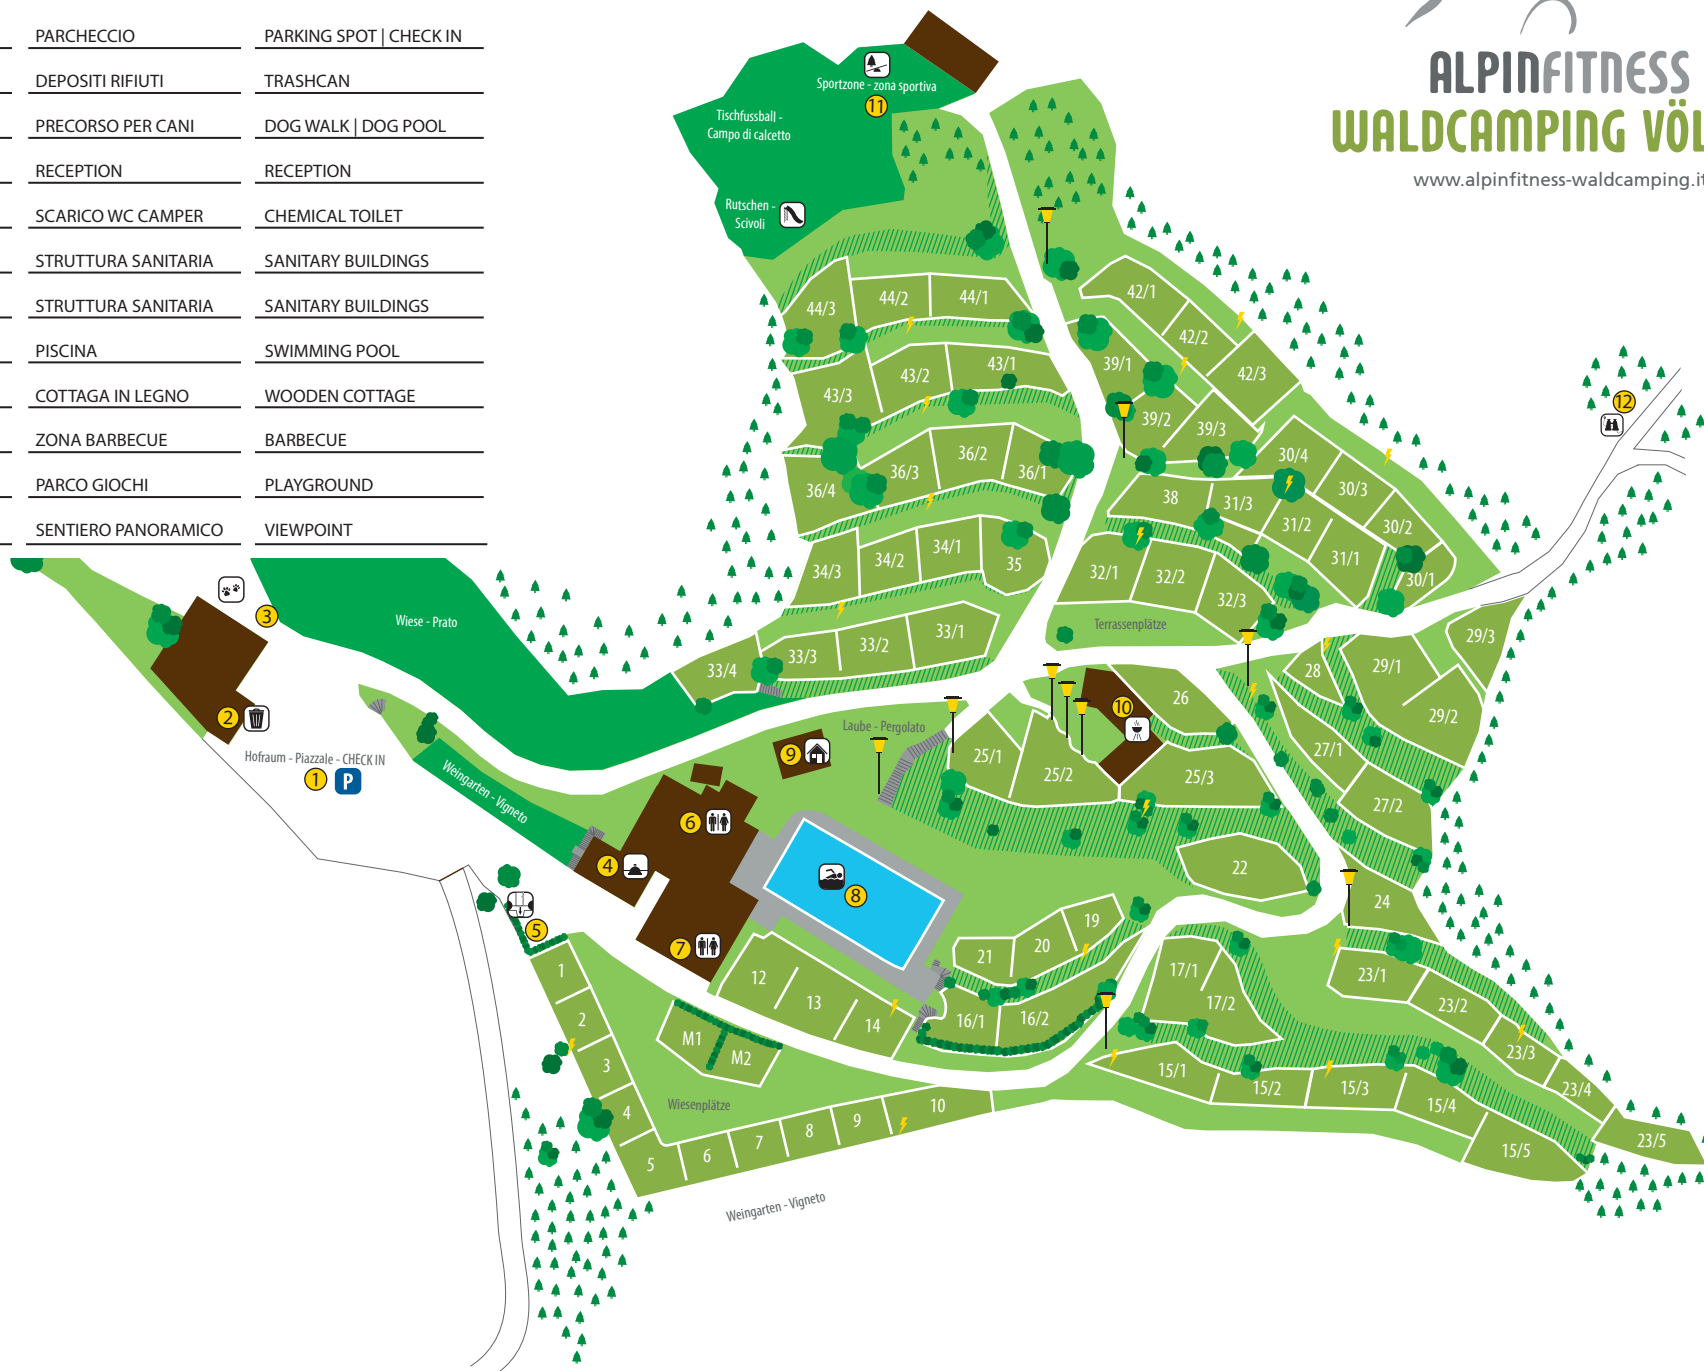 PARCHECCIO PARKING SPOT | CHECK IN
DEPOSITI RIFIUTI TRASHCAN
PRECORSO PER CANI DOG WALK | DOG POOL
RECEPTION RECEPTION
SCARICO WC CAMPER CHEMICAL TOILET
STRUTTURA SANITARIA SANITARY BUILDINGS
STRUTTURA SANITARIA SANITARY BUILDINGS
PISCINA SWIMMING POOL
COTTAGA IN LEGNO WOODEN COTTAGE
ZONA BARBECUE BARBECUE
PARCO GIOCHI PLAYGROUND
SENTIERO PANORAMICO VIEWPOINT
ALPINFITNESS
WALDCAMPING VÖL
www.alpinfitness-waldcamping.it
Sportzone - zona sportiva
11
Tischfussball -
Campo di calcetto
Rutschen -
Scivoli
44/3
44/2
44/1
43/3
43/2
43/1
36/4
36/3
36/2
36/1
34/3
34/2
34/1
35
33/4
33/3
33/2
33/1
42/1
42/2
42/3
39/1
39/2
39/3
38
31/3
31/2
31/1
30/4
30/3
30/2
30/1
32/1
32/2
32/3
Terrassenplätze
12
29/3
29/1
29/2
28
27/1
27/2
26
10
25/1
25/2
25/3
22
24
Wiese - Prato
3
2
Hofraum - Piazzale - CHECK IN
1 P
Weingarten - Vigneto
Laube - Pergolato
9
6
4
7
8
5
1
2
3
4
5
6
7
8
9
10
M1
M2
Wiesenplätze
12
13
14
21
20
19
16/1
16/2
17/1
17/2
15/1
15/2
15/3
15/4
15/5
23/1
23/2
23/3
23/4
23/5
Weingarten - Vigneto